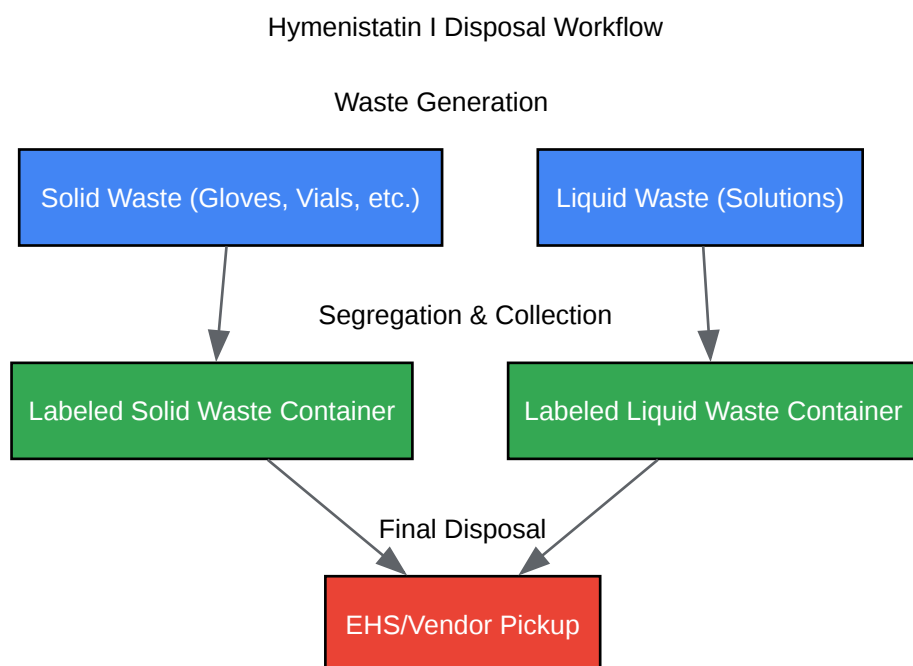 Hymenistatin I Disposal Workflow
Waste Generation
Solid Waste (Gloves, Vials, etc.)
Liquid Waste (Solutions)
Segregation & Collection
Labeled Solid Waste Container
Labeled Liquid Waste Container
Final Disposal
EHS/Vendor Pickup